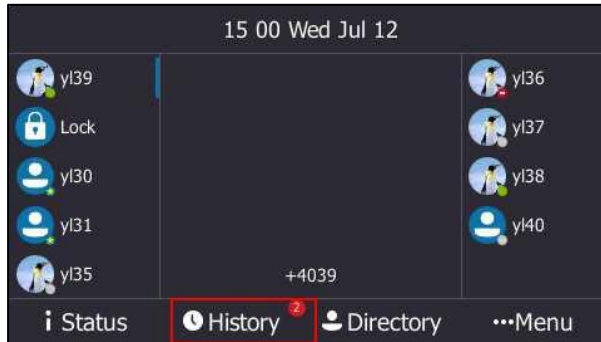 15 00 Wed Jul 12
yl39
Lock
yl30
yl31
yl35
yl36
yl37
yl38
yl40
+4039
Status
History 2
Directory
Menu